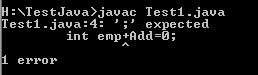 H:\TestJava>javac Test1.java
Test1.java:4: ';' expected
int emp+Add=0;
^
1 error